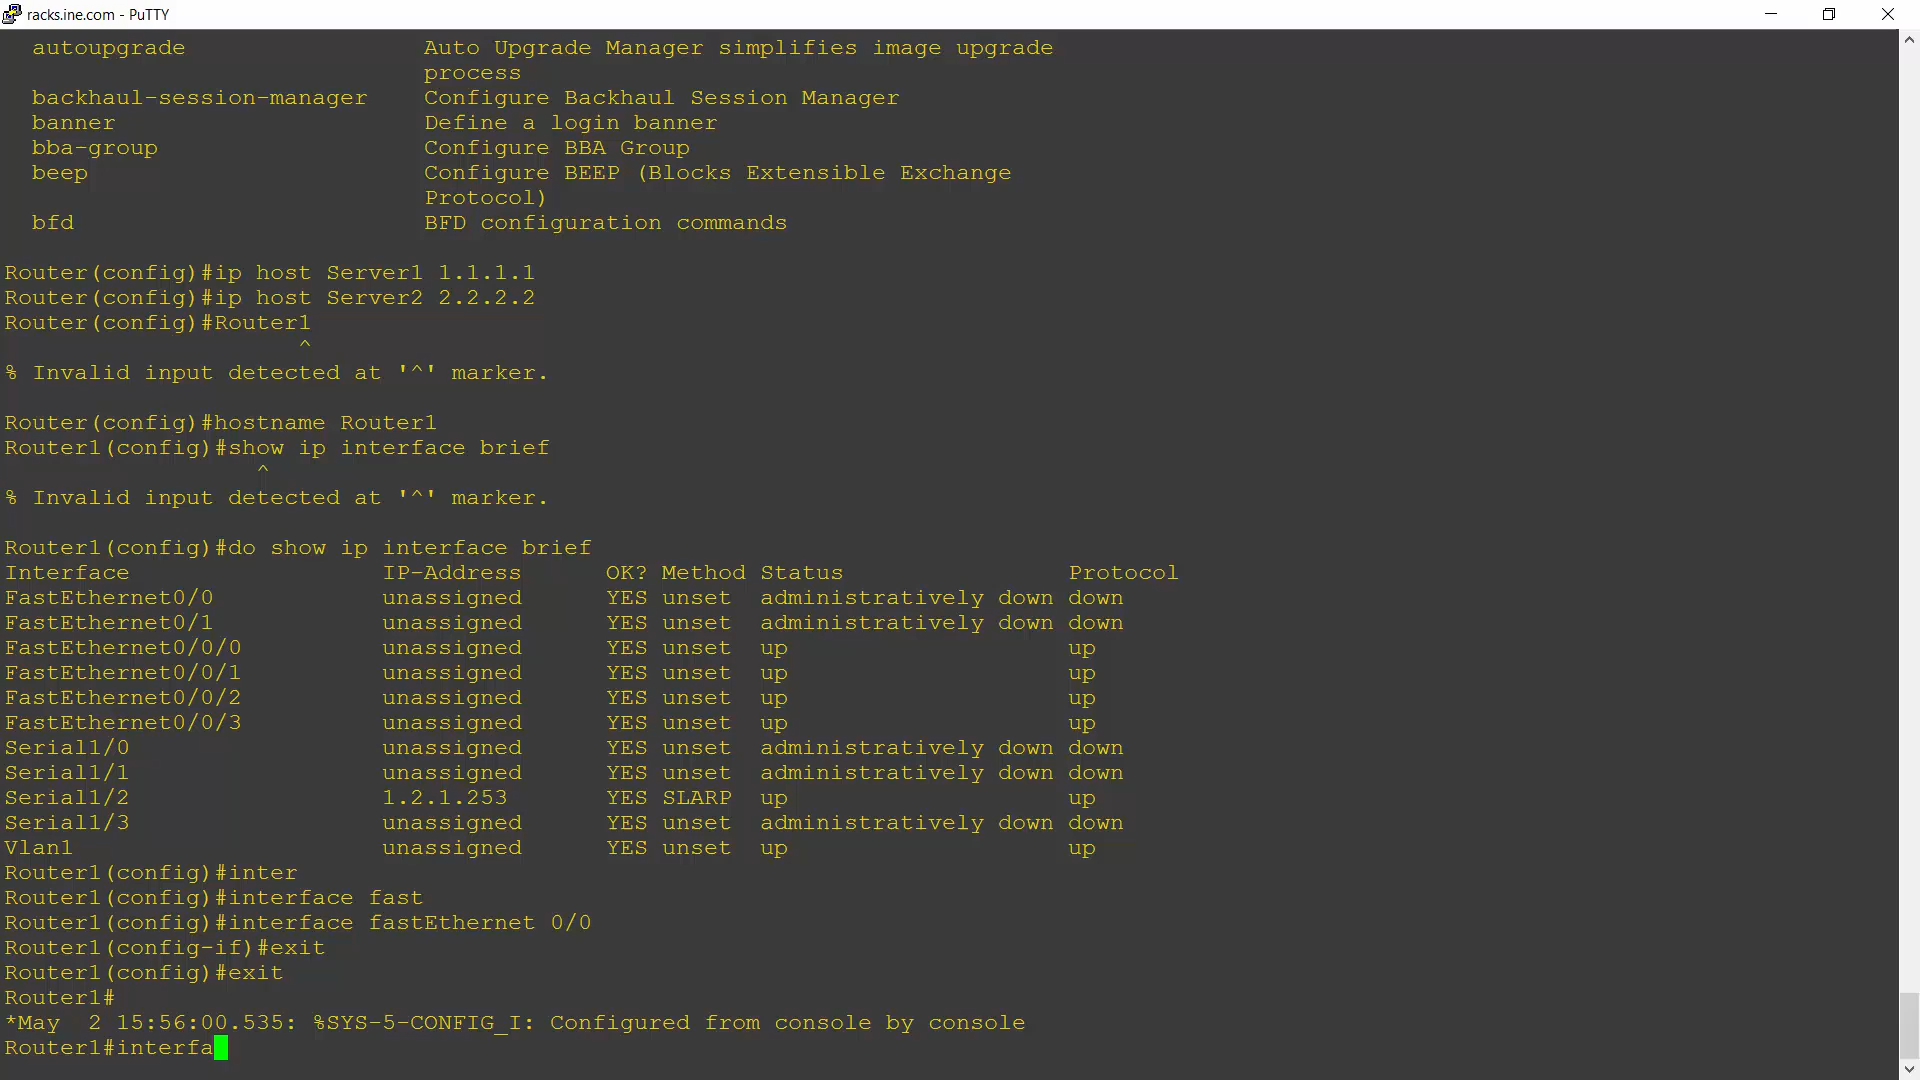 racks.ine.com - PuTTY
autoupgrade Auto Upgrade Manager simplifies image upgrade
process
backhaul-session-manager Configure Backhaul Session Manager
banner Define a login banner
bba-group Configure BBA Group
beep Configure BEEP (Blocks Extensible Exchange
Protocol)
bfd BFD configuration commands
Router(config)#ip host Server1 1.1.1.1
Router(config)#ip host Server2 2.2.2.2
Router(config)#Router1
^
% Invalid input detected at '^' marker.
Router(config)#hostname Router1
Router1(config)#show ip interface brief
^
% Invalid input detected at '^' marker.
Router1(config)#do show ip interface brief
Interface IP-Address OK? Method Status Protocol
FastEthernet0/0 unassigned YES unset administratively down down
FastEthernet0/1 unassigned YES unset administratively down down
FastEthernet0/0/0 unassigned YES unset up up
FastEthernet0/0/1 unassigned YES unset up up
FastEthernet0/0/2 unassigned YES unset up up
FastEthernet0/0/3 unassigned YES unset up up
Serial1/0 unassigned YES unset administratively down down
Serial1/1 unassigned YES unset administratively down down
Serial1/2 1.2.1.253 YES SLARP up up
Serial1/3 unassigned YES unset administratively down down
Vlan1 unassigned YES unset up up
Router1(config)#inter
Router1(config)#interface fast
Router1(config)#interface fastEthernet 0/0
Router1(config-if)#exit
Router1(config)#exit
Router1#
*May  2 15:56:00.535: %SYS-5-CONFIG_I: Configured from console by console
Router1#interfa